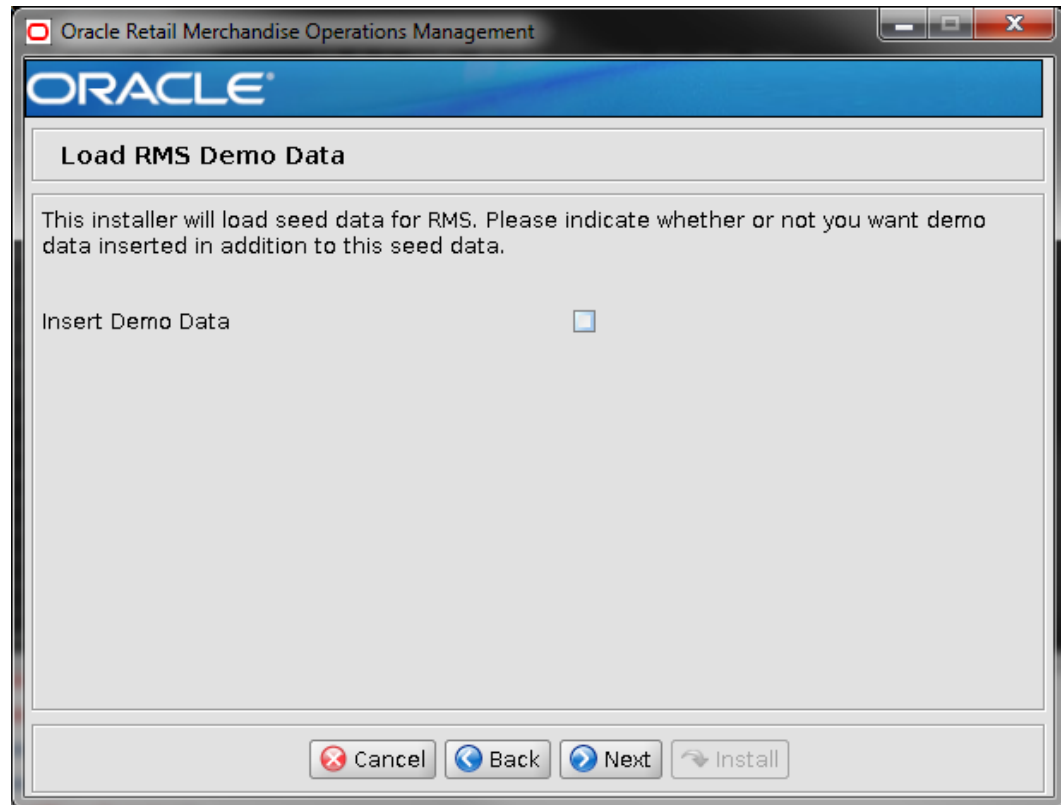 Oracle Retail Merchandise Operations Management
ORACLE®
Load RMS Demo Data
This installer will load seed data for RMS. Please indicate whether or not you want demo
data inserted in addition to this seed data.
Insert Demo Data
Cancel Back Next Install